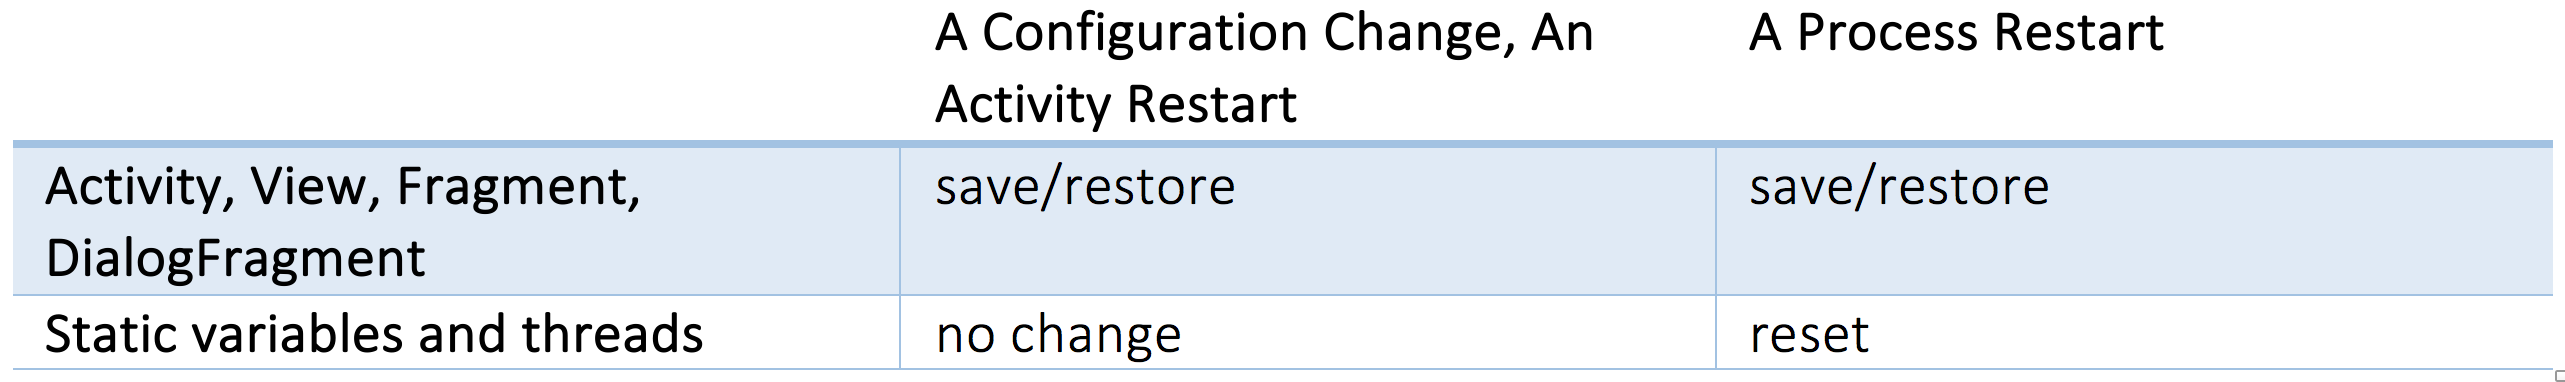 A Configuration Change, An
Activity Restart
A Process Restart
Activity, View, Fragment,
DialogFragment
save/restore
save/restore
Static variables and threads
no change
reset